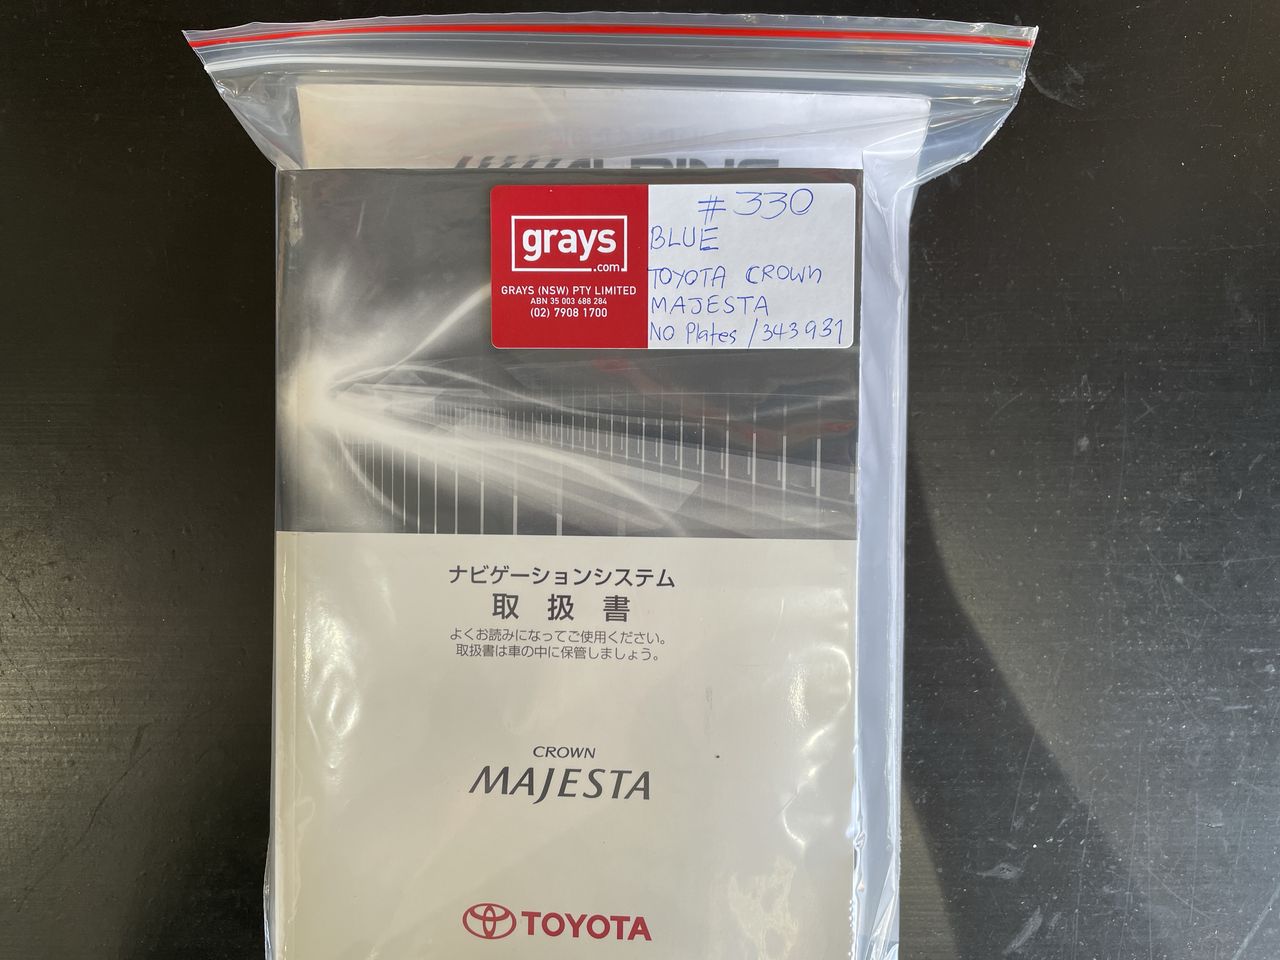 ALPINE
#330
BLUE
TOYOTA CROWN
MAJESTA
NO Plates /343931
grays
.com
GRAYS (NSW) PTY LIMITED
ABN 35 003 688 284
(02) 7908 1700
ナビゲーションシステム
取扱書
よくお読みになってご使用ください。
取扱書は車の中に保管しましょう。
CROWN
MAJESTA
TOYOTA